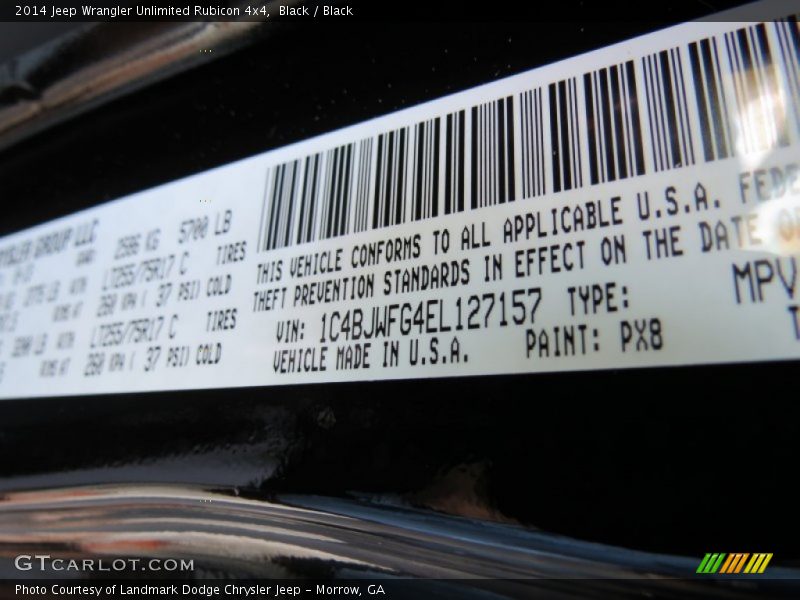 2014 Jeep Wrangler Unlimited Rubicon 4x4, Black / Black
GROUP LLC 2586 KG 5700 LB
LT255/75R17 C TIRES
260 KPA ( 37 PSI) COLD
LT255/75R17 C TIRES
260 KPA ( 37 PSI) COLD
THIS VEHICLE CONFORMS TO ALL APPLICABLE U.S.A.
THEFT PREVENTION STANDARDS IN EFFECT ON THE DATE
VIN: 1C4BJWFG4EL127157 TYPE: MPV
VEHICLE MADE IN U.S.A. PAINT: PX8
GTCARLOT.COM
Photo Courtesy of Landmark Dodge Chrysler Jeep - Morrow, GA